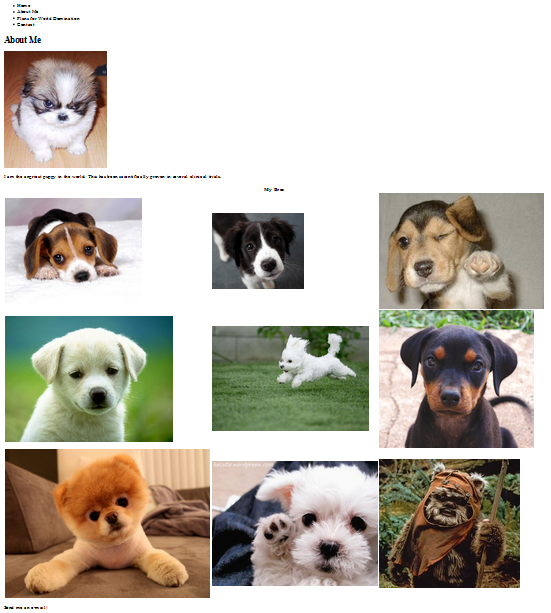 Home
About Me
Plans for World Domination
Contact
About Me
I am the angriest puppy in the world. This has been scientifically proven in several clinical trials.
My Bros
Send me an email!